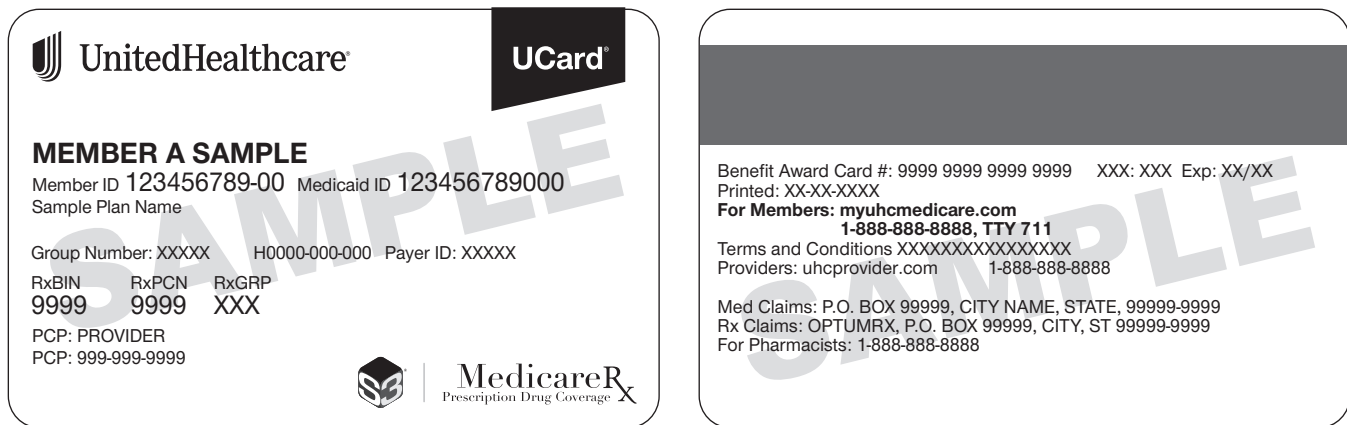 UnitedHealthcare®
UCard®
MEMBER A SAMPLE
Member ID 123456789-00 Medicaid ID 123456789000
Sample Plan Name
Group Number: XXXXX H0000-000-000 Payer ID: XXXXX
RxBIN RxPCN RxGRP
9999 9999 XXX
PCP: PROVIDER
PCP: 999-999-9999
S3
MedicareRx
Prescription Drug Coverage
SAMPLE
Benefit Award Card #: 9999 9999 9999 9999 XXX: XXX Exp: XX/XX
Printed: XX-XX-XXXX
For Members: myuhcmedicare.com
1-888-888-8888, TTY 711
Terms and Conditions XXXXXXXXXXXXXXXX
Providers: uhcprovider.com 1-888-888-8888
Med Claims: P.O. BOX 99999, CITY NAME, STATE, 99999-9999
Rx Claims: OPTUMRX, P.O. BOX 99999, CITY, ST 99999-9999
For Pharmacists: 1-888-888-8888
SAMPLE